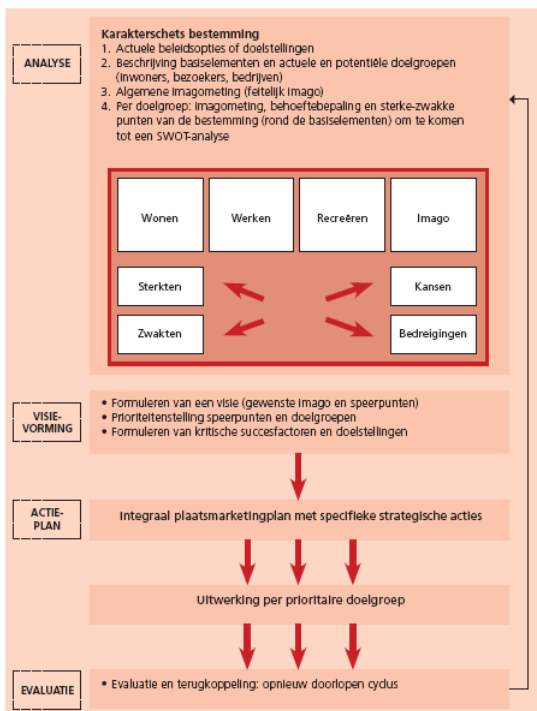 ANALYSE
Karakterschets bestemming
1. Actuele beleidsopties of doelstellingen
2. Beschrijving basiselementen en actuele en potentiële doelgroepen
(inwoners, bezoekers, bedrijven)
3. Algemene imagometing (feitelijk imago)
4. Per doelgroep: imagometing, behoeftebepaling en sterke-zwakke
punten van de bestemming (rond de basiselementen) om te komen
tot een SWOT-analyse
Wonen
Werken
Recreëren
Imago
Sterkten
Kansen
Zwakten
Bedreigingen
VISIE-
VORMING
• Formuleren van een visie (gewenste imago en speerpunten)
• Prioriteitenstelling speerpunten en doelgroepen
• Formuleren van kritische succesfactoren en doelstellingen
ACTIE-
PLAN
Integraal plaatsmarketingplan met specifieke strategische acties
Uitwerking per prioritaire doelgroep
EVALUATIE
• Evaluatie en terugkoppeling: opnieuw doorlopen cyclus